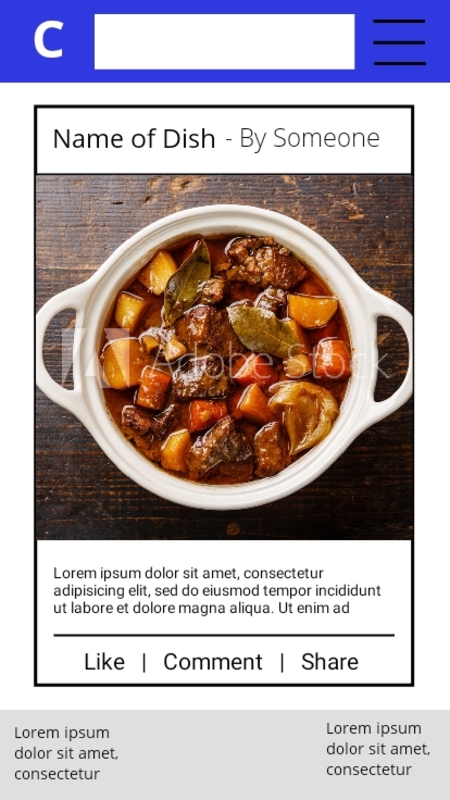 C
Name of Dish - By Someone
Adobe Stock
Lorem ipsum dolor sit amet, consectetur
adipisicing elit, sed do eiusmod tempor incididunt
ut labore et dolore magna aliqua. Ut enim ad
Like | Comment | Share
Lorem ipsum
dolor sit amet,
consectetur
Lorem ipsum
dolor sit amet,
consectetur